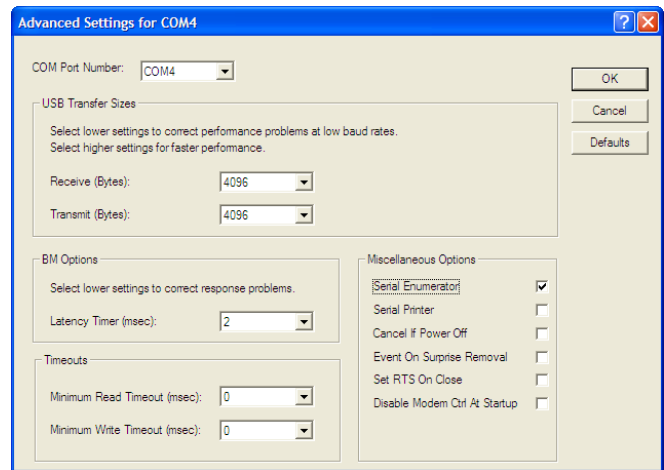 Advanced Settings for COM4
COM Port Number: COM4
OK
USB Transfer Sizes
Cancel
Select lower settings to correct performance problems at low baud rates.
Defaults
Select higher settings for faster performance.
Receive (Bytes): 4096
Transmit (Bytes): 4096
BM Options
Select lower settings to correct response problems.
Latency Timer (msec): 2
Timeouts
Minimum Read Timeout (msec): 0
Minimum Write Timeout (msec): 0
Miscellaneous Options
Serial Enumerator
Serial Printer
Cancel If Power Off
Event On Surprise Removal
Set RTS On Close
Disable Modem Ctrl At Startup